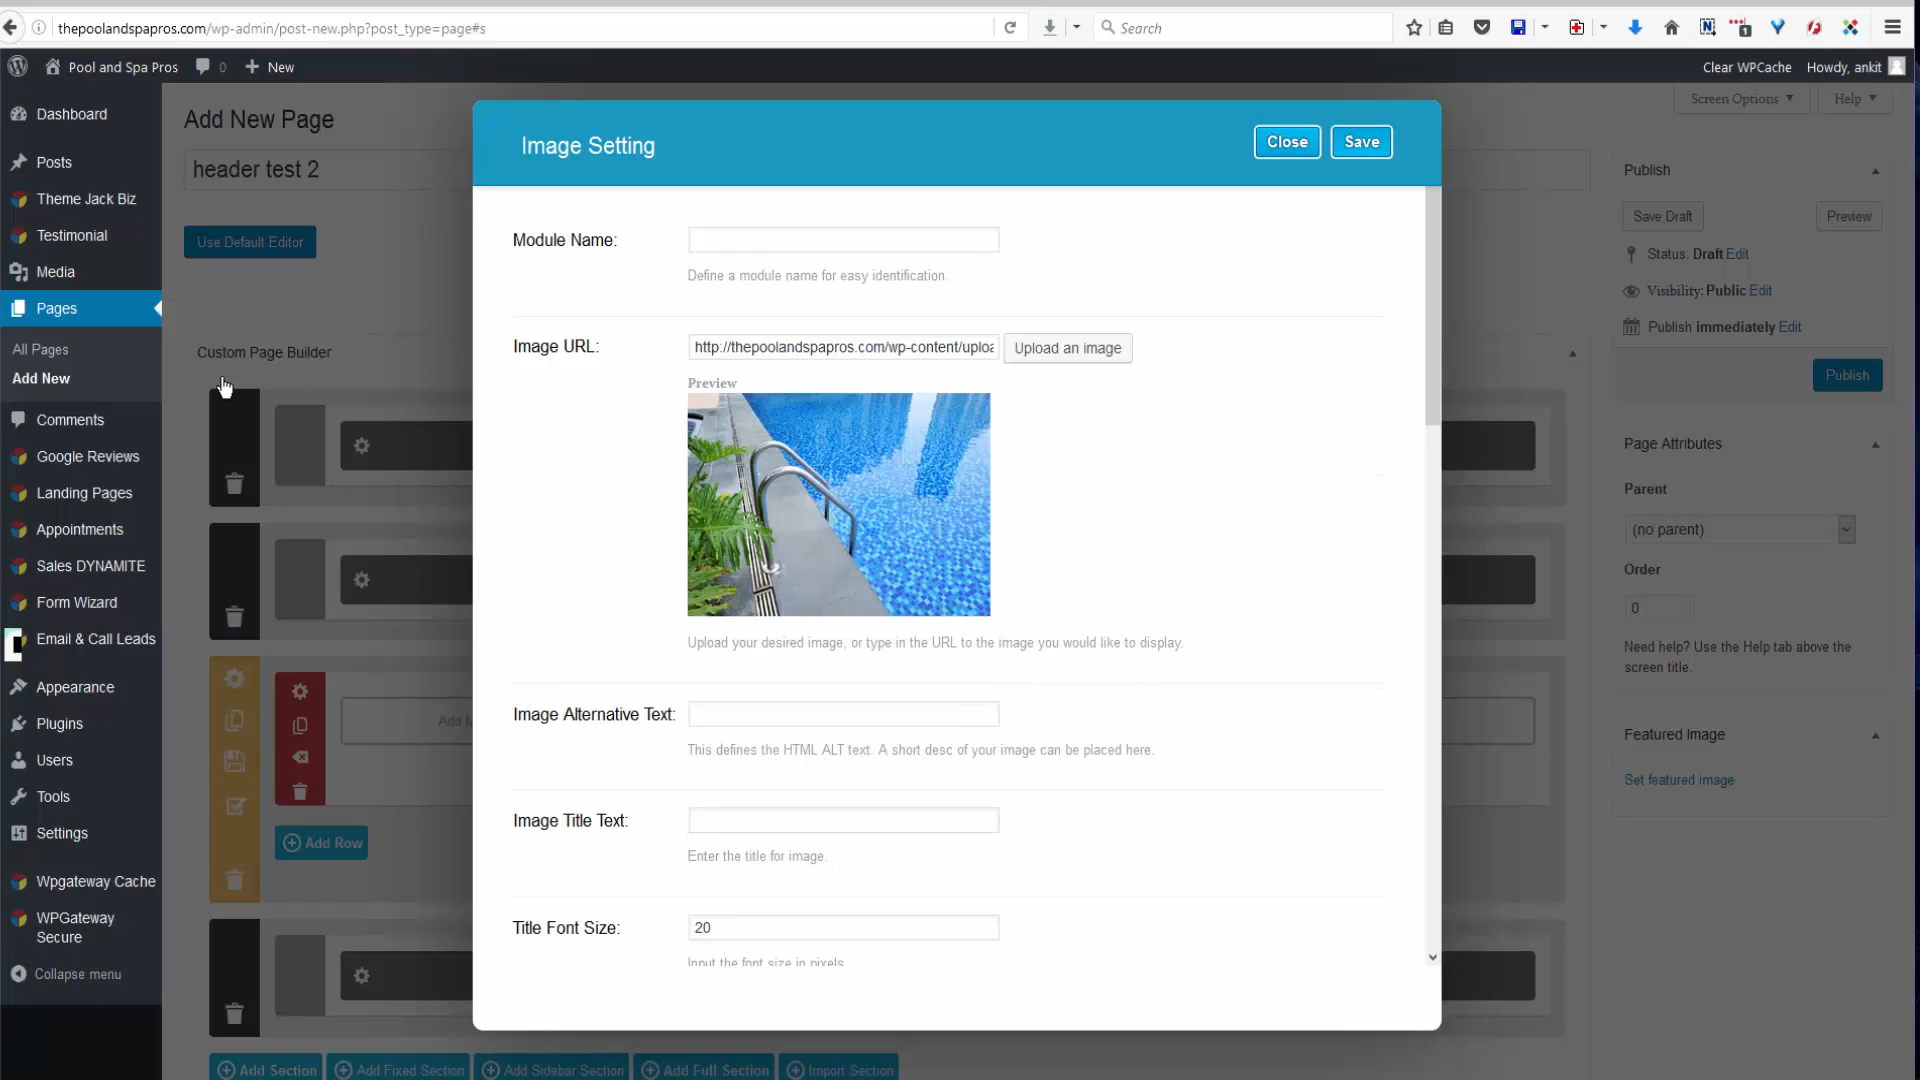 thepoolandspapros.com/wp-admin/post-new.php?post_type=page#s
Search
1
Pool and Spa Pros
0
New
Clear WPCache
Howdy, ankit
Dashboard
Posts
Theme Jack Biz
Testimonial
Media
Pages
All Pages
Add New
Comments
Google Reviews
Landing Pages
Appointments
Sales DYNAMITE
Form Wizard
Email & Call Leads
Appearance
Plugins
Users
Tools
Settings
Wpgateway Cache
WPGateway
Secure
Collapse menu
Screen Options
Help
Add New Page
header test 2
Use Default Editor
Custom Page Builder
Add
Add Row
Add Section
Add Fixed Section
Add Sidebar Section
Add Full Section
Import Section
Image Setting
Close
Save
Module Name:
Define a module name for easy identification.
Image URL:
http://thepoolandspapros.com/wp-content/uploa
Upload an image
Preview
Upload your desired image, or type in the URL to the image you would like to display.
Image Alternative Text:
This defines the HTML ALT text. A short desc of your image can be placed here.
Image Title Text:
Enter the title for image.
Title Font Size:
20
Input the font size in pixels
Publish
Save Draft
Preview
Status. Draft Edit
Visibility: Public Edit
Publish immediately Edit
Publish
Page Attributes
Parent
(no parent)
Order
0
Need help? Use the Help tab above the
screen title.
Featured Image
Set featured image